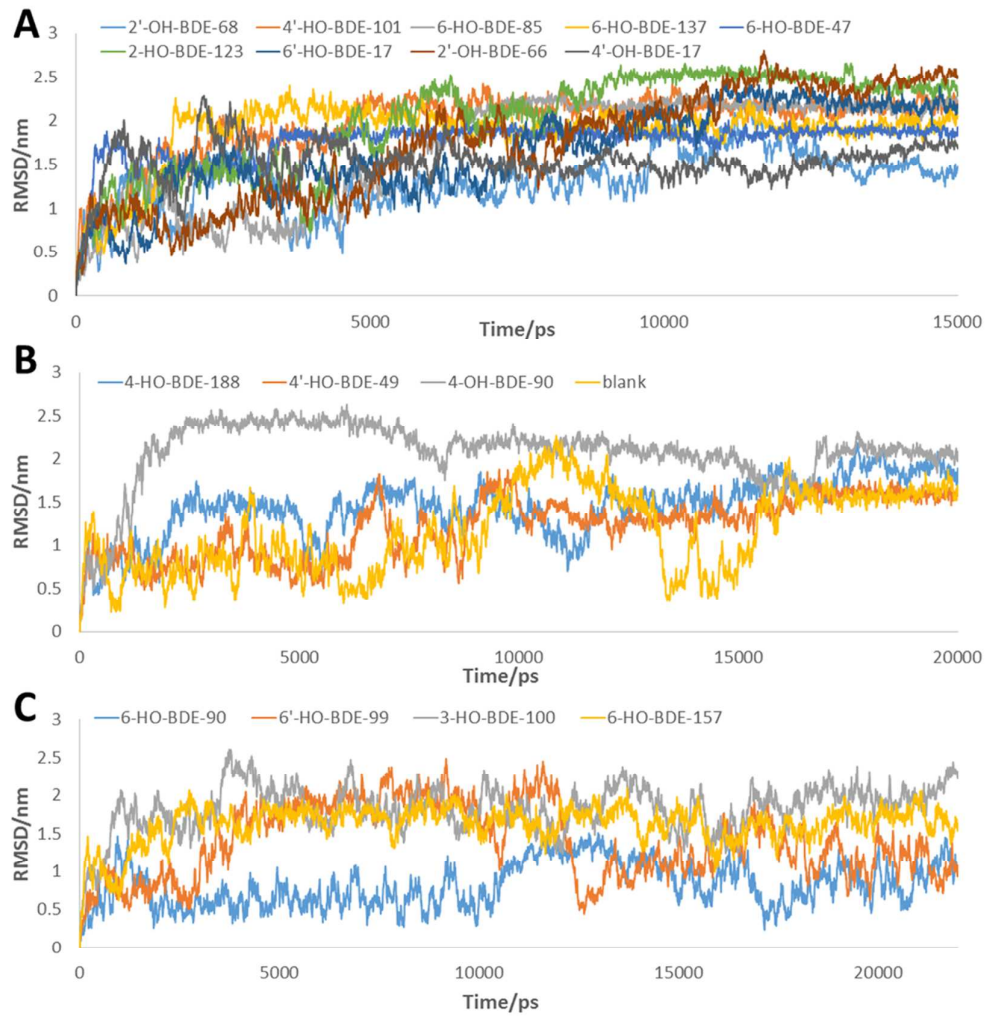 A
2'-OH-BDE-68 4'-HO-BDE-101 6-HO-BDE-85 6-HO-BDE-137 6-HO-BDE-47
2-HO-BDE-123 6'-HO-BDE-17 2'-OH-BDE-66 4'-OH-BDE-17
RMSD/nm
3
2.5
2
1.5
1
0.5
0
0 5000 10000 15000
Time/ps
B
4-HO-BDE-188 4'-HO-BDE-49 4-OH-BDE-90 blank
RMSD/nm
3
2.5
2
1.5
1
0.5
0
0 5000 10000 15000 20000
Time/ps
C
6-HO-BDE-90 6'-HO-BDE-99 3-HO-BDE-100 6-HO-BDE-157
RMSD/nm
3
2.5
2
1.5
1
0.5
0
0 5000 10000 15000 20000
Time/ps